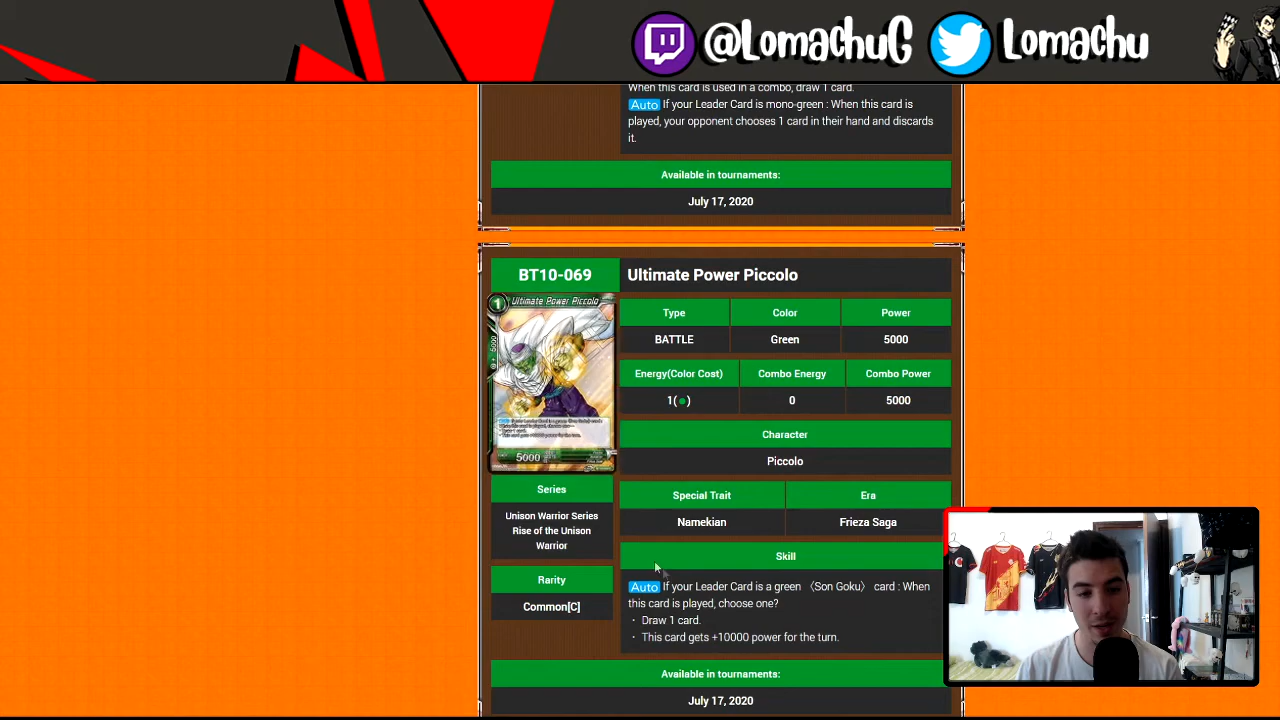 @LomachuG Lomachu
When this card is used in a combo, draw 1 card.
Auto If your Leader Card is mono-green : When this card is
played, your opponent chooses 1 card in their hand and discards
it.
Available in tournaments:
July 17, 2020
BT10-069 Ultimate Power Piccolo
1 Ultimate Power Piccolo
Type Color Power
BATTLE Green 5000
Energy(Color Cost) Combo Energy Combo Power
1( ) 0 5000
Character
Piccolo
5000
Series
Special Trait Era
Unison Warrior Series
Rise of the Unison
Warrior
Namekian Frieza Saga
Skill
Rarity
Common[C]
Auto If your Leader Card is a green 〈Son Goku〉 card : When
this card is played, choose one?
・ Draw 1 card.
・ This card gets +10000 power for the turn.
Available in tournaments:
July 17, 2020